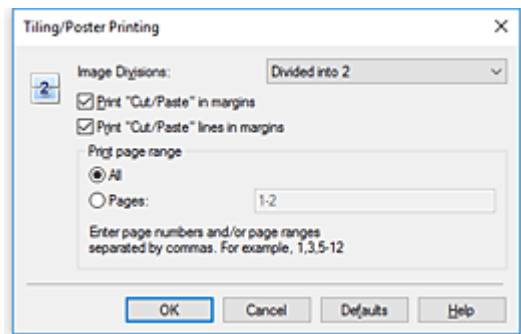 Tiling/Poster Printing
Image Divisions: Divided into 2
2
Print "Cut/Paste" in margins
Print "Cut/Paste" lines in margins
Print page range
All
Pages: 1-2
Enter page numbers and/or page ranges
separated by commas. For example, 1,3,5-12
OK Cancel Defaults Help